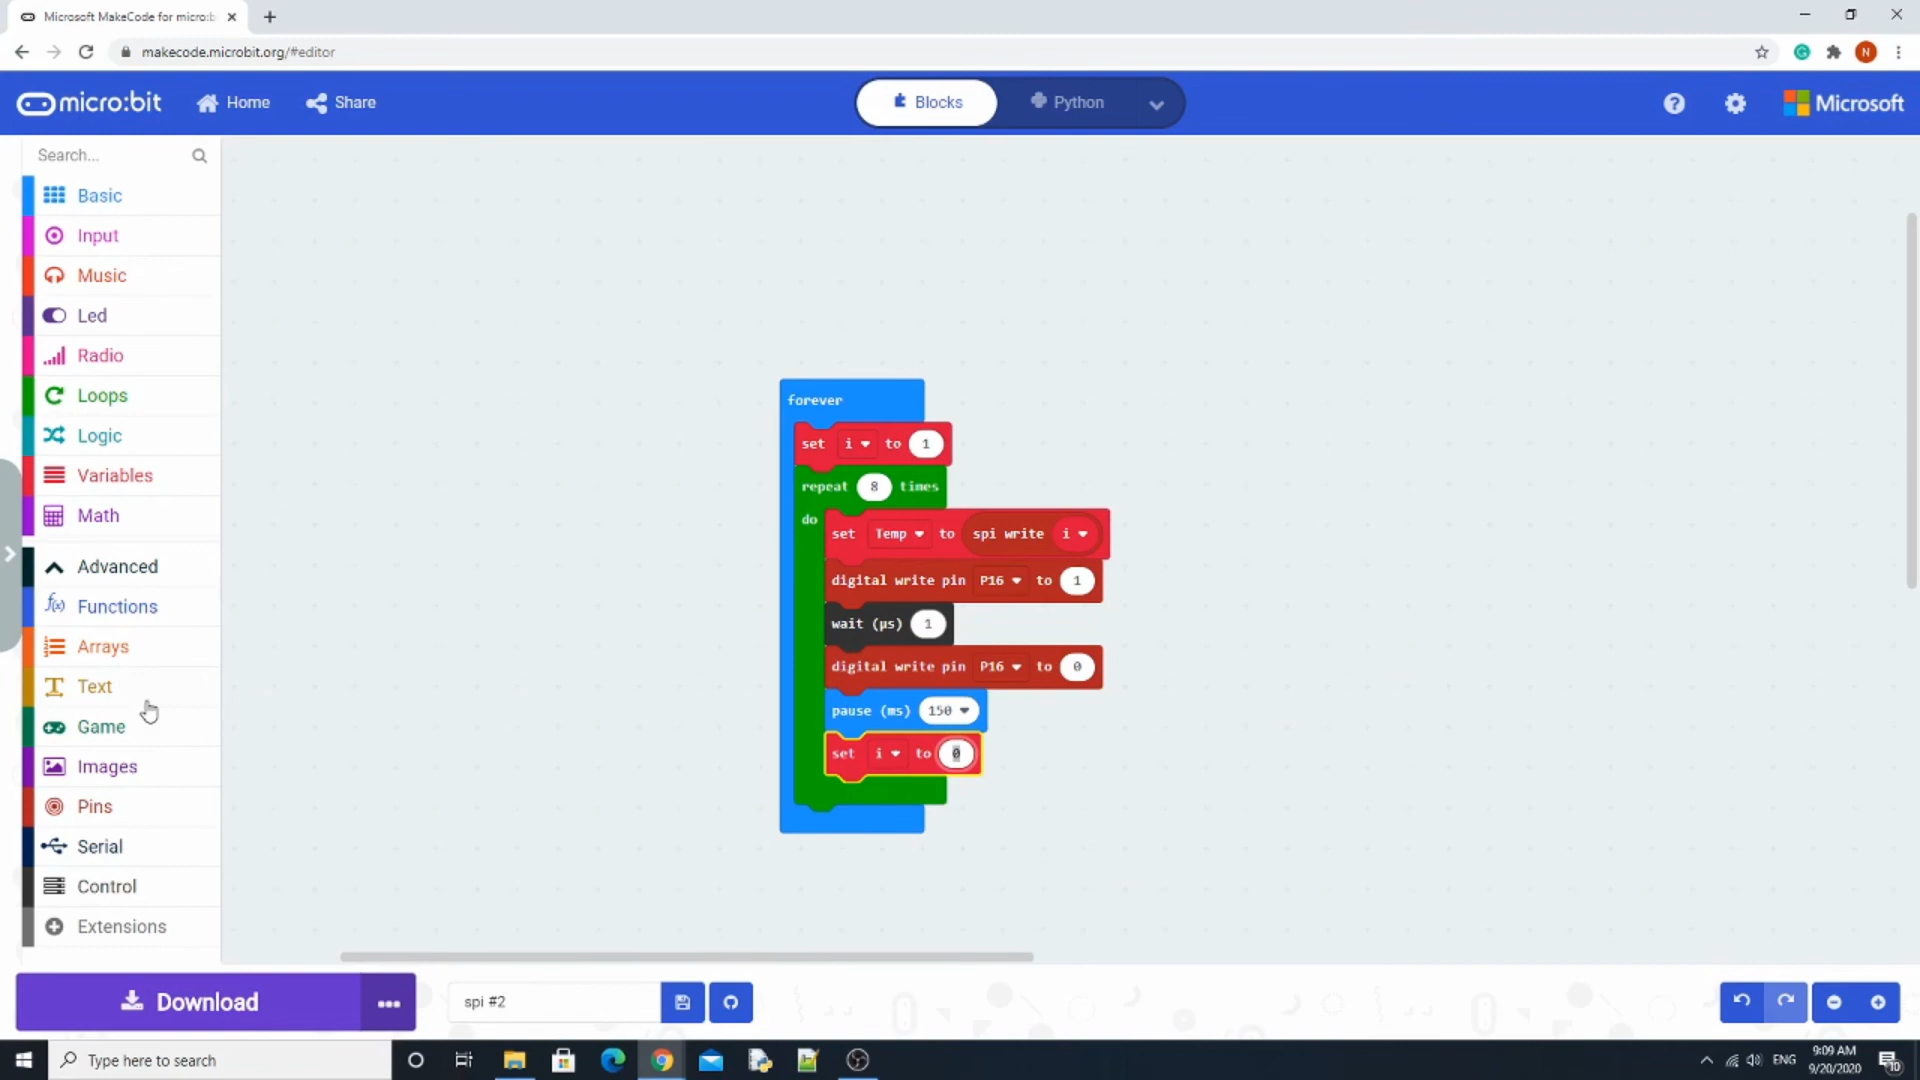 Microsoft MakeCode for micro:b
makecode.microbit.org/#editor
N
micro:bit
Home
Share
Blocks
Python
?
Microsoft
Search...
Basic
Input
Music
Led
Radio
Loops
Logic
Variables
Math
Advanced
Functions
Arrays
Text
Game
Images
Pins
Serial
Control
Extensions
forever
set i to 1
repeat 8 times
do
set Temp to spi write i
digital write pin P16 to 1
wait (µs) 1
digital write pin P16 to 0
pause (ms) 150
set i to 0
Download
spi #2
Type here to search
ENG
9:09 AM
9/20/2020
10